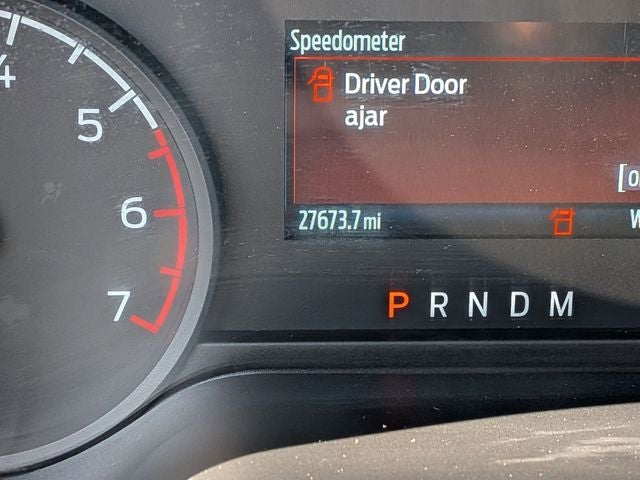 Speedometer
Driver Door
ajar
27673.7 mi
4
5
6
7
P R N D M